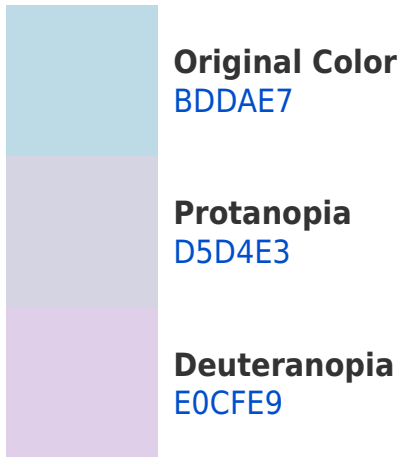 Original Color
BDDAE7
Protanopia
D5D4E3
Deuteranopia
E0CFE9